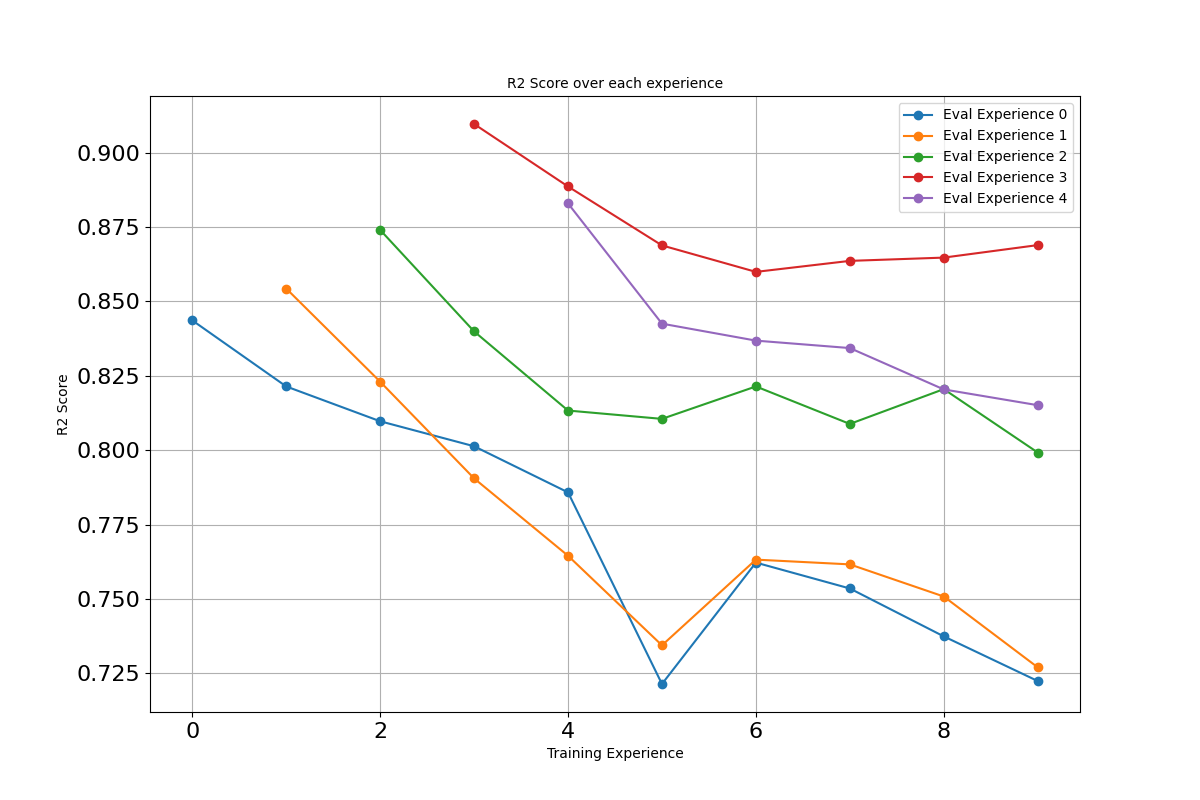 R2 Score over each experience
Eval Experience 0
Eval Experience 1
Eval Experience 2
Eval Experience 3
Eval Experience 4
0.900
0.875
0.850
0.825
0.800
0.775
0.750
0.725
R2 Score
0 2 4 6 8
Training Experience